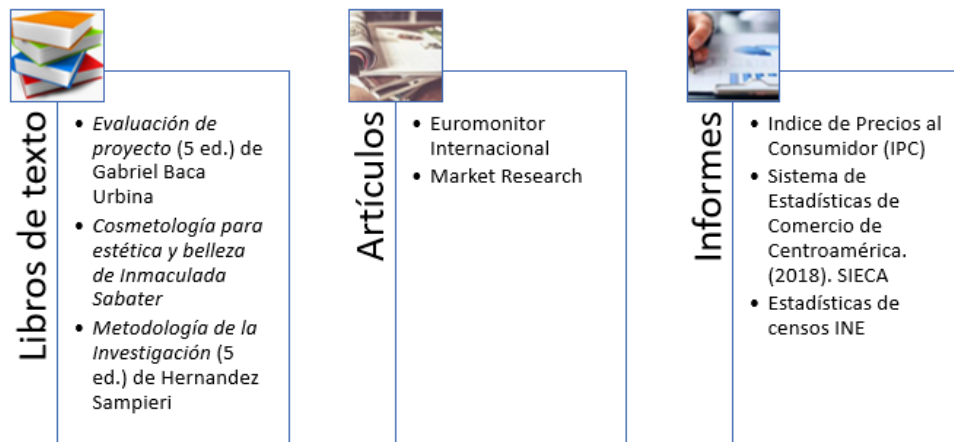 Libros de texto
• Evaluación de
proyecto (5 ed.) de
Gabriel Baca
Urbina
• Cosmetología para
estética y belleza
de Inmaculada
Sabater
• Metodología de la
Investigación (5
ed.) de Hernandez
Sampieri
Artículos
• Euromonitor
Internacional
• Market Research
Informes
• Indice de Precios al
Consumidor (IPC)
• Sistema de
Estadísticas de
Comercio de
Centroamérica.
(2018). SIECA
• Estadísticas de
censos INE